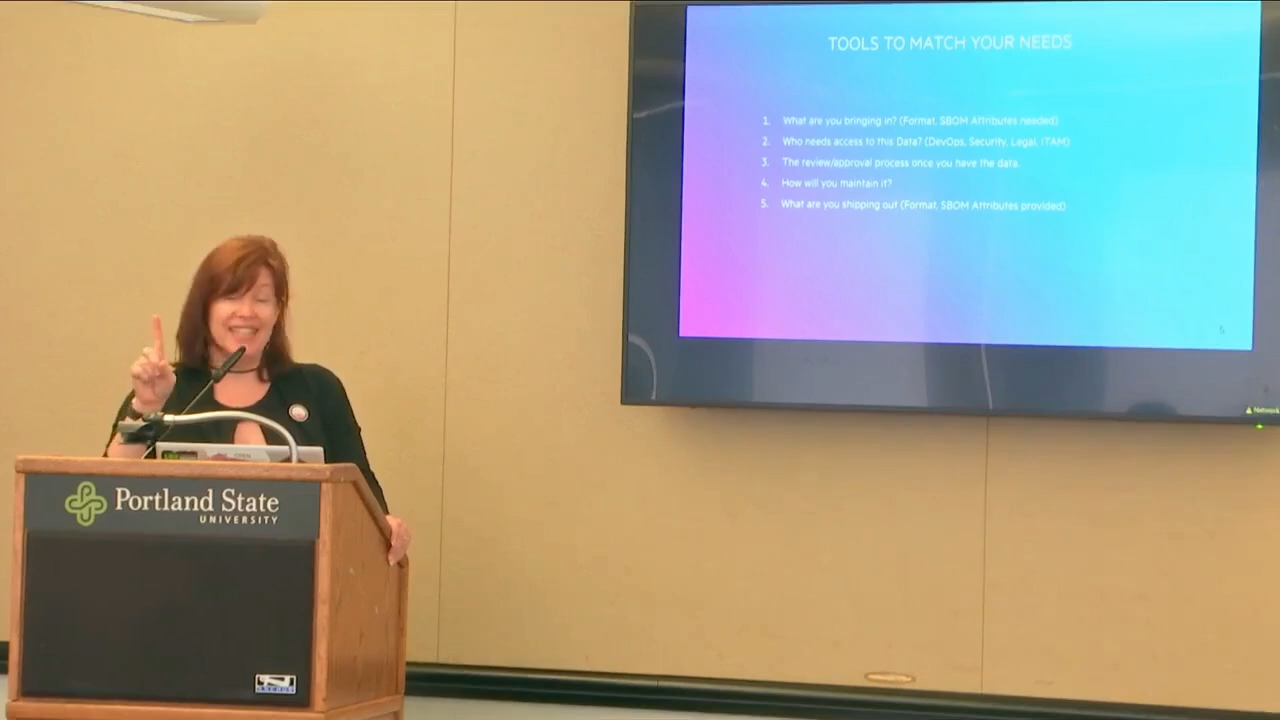 TOOLS TO MATCH YOUR NEEDS
1. What are you bringing in? (Format, SBOM Attributes needed)
2. Who needs access to this Data? (DevOps, Security, Legal, ITAM)
3. The review/approval process once you have the data.
4. How will you maintain it?
5. What are you shipping out (Format, SBOM Attributes provided)
5
Portland State
UNIVERSITY